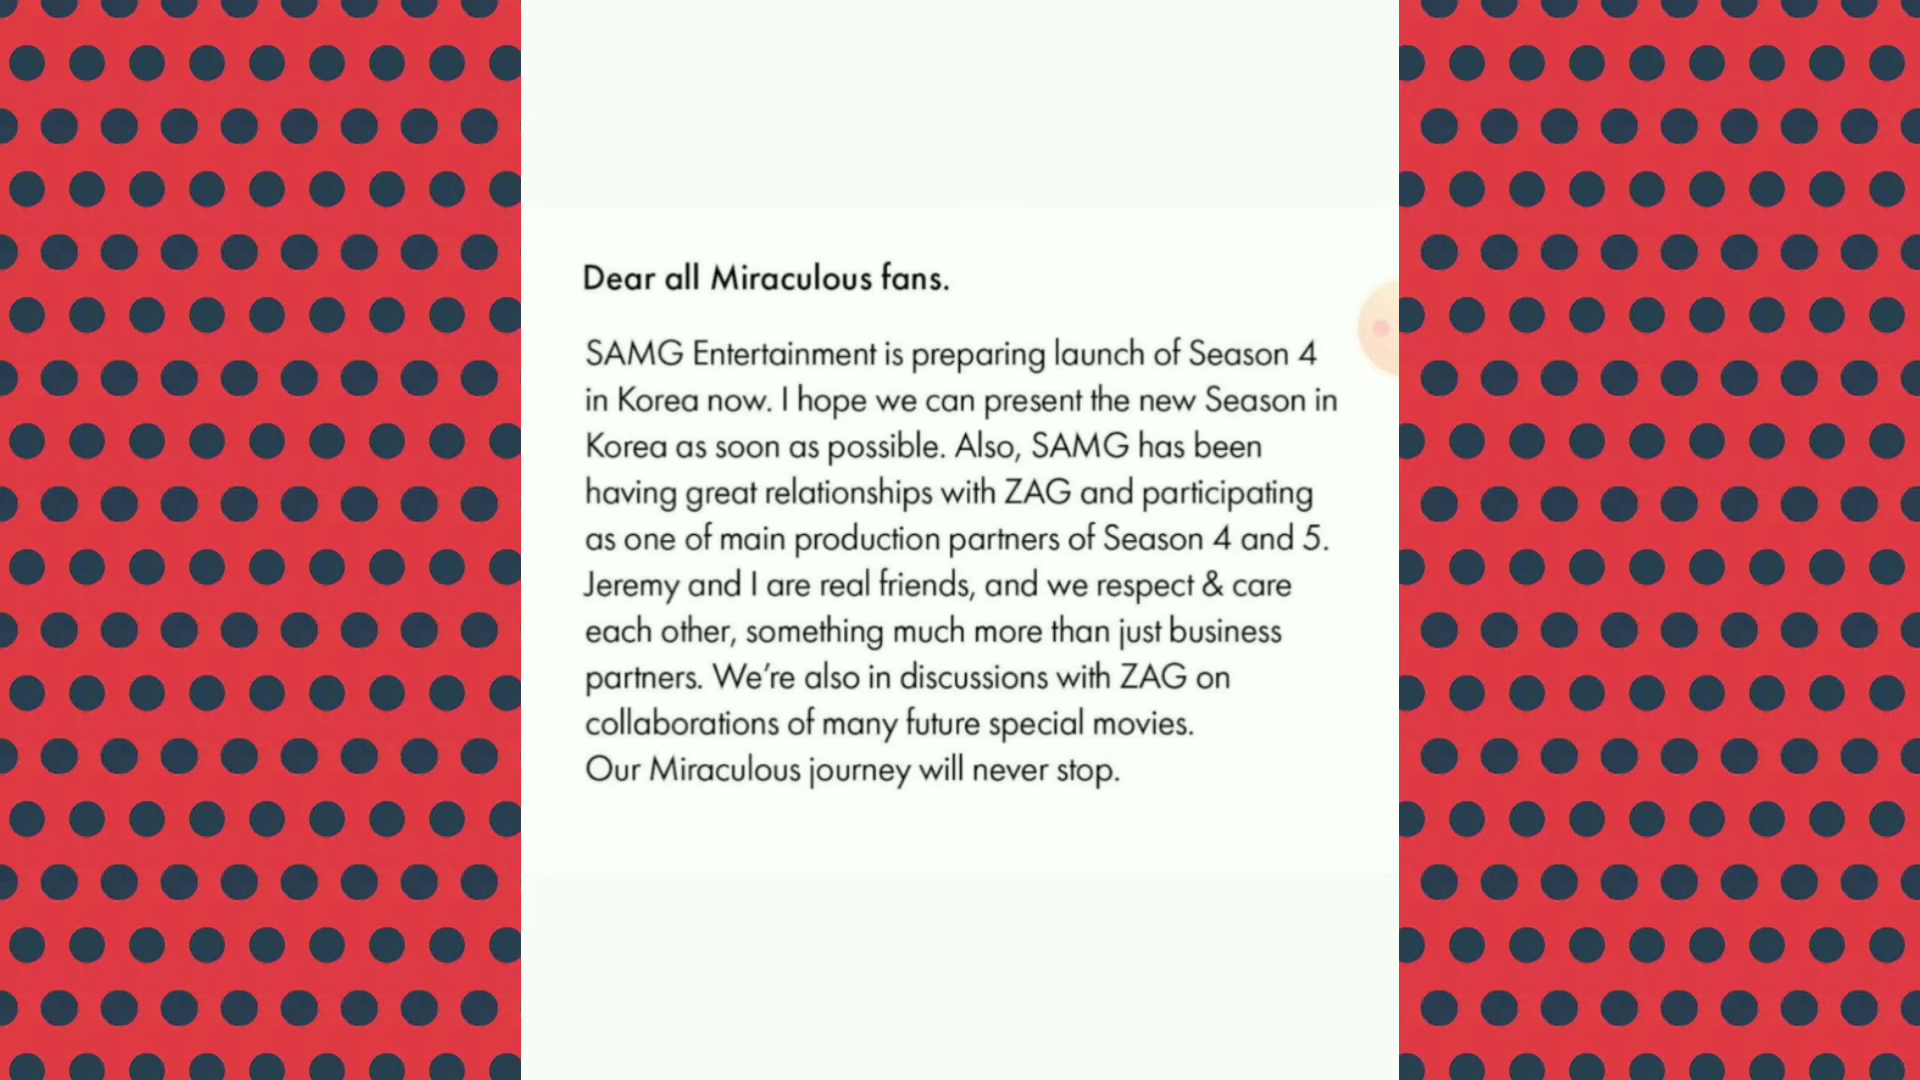 Dear all Miraculous fans.
SAMG Entertainment is preparing launch of Season 4
in Korea now. I hope we can present the new Season in
Korea as soon as possible. Also, SAMG has been
having great relationships with ZAG and participating
as one of main production partners of Season 4 and 5.
Jeremy and I are real friends, and we respect & care
each other, something much more than just business
partners. We're also in discussions with ZAG on
collaborations of many future special movies.
Our Miraculous journey will never stop.